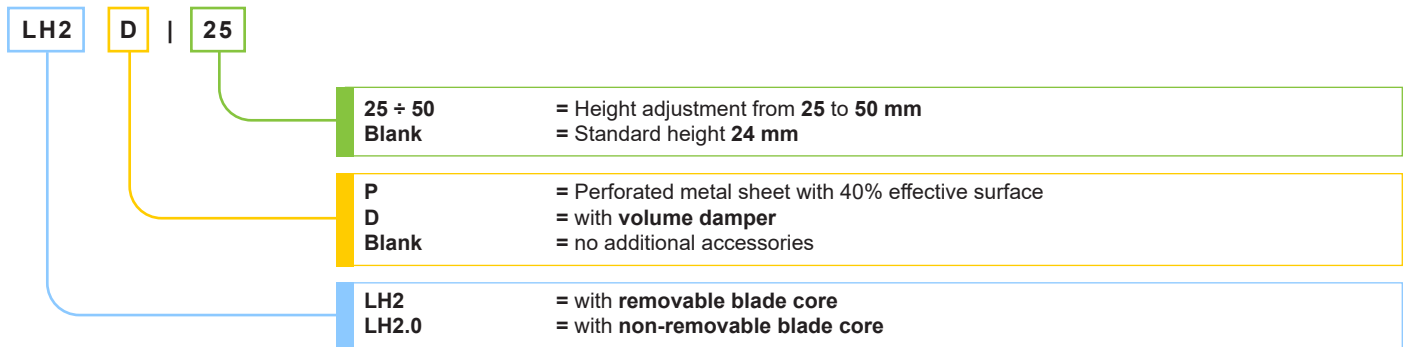 LH2 D | 25
25 ÷ 50 = Height adjustment from 25 to 50 mm
Blank = Standard height 24 mm
P = Perforated metal sheet with 40% effective surface
D = with volume damper
Blank = no additional accessories
LH2 = with removable blade core
LH2.0 = with non-removable blade core